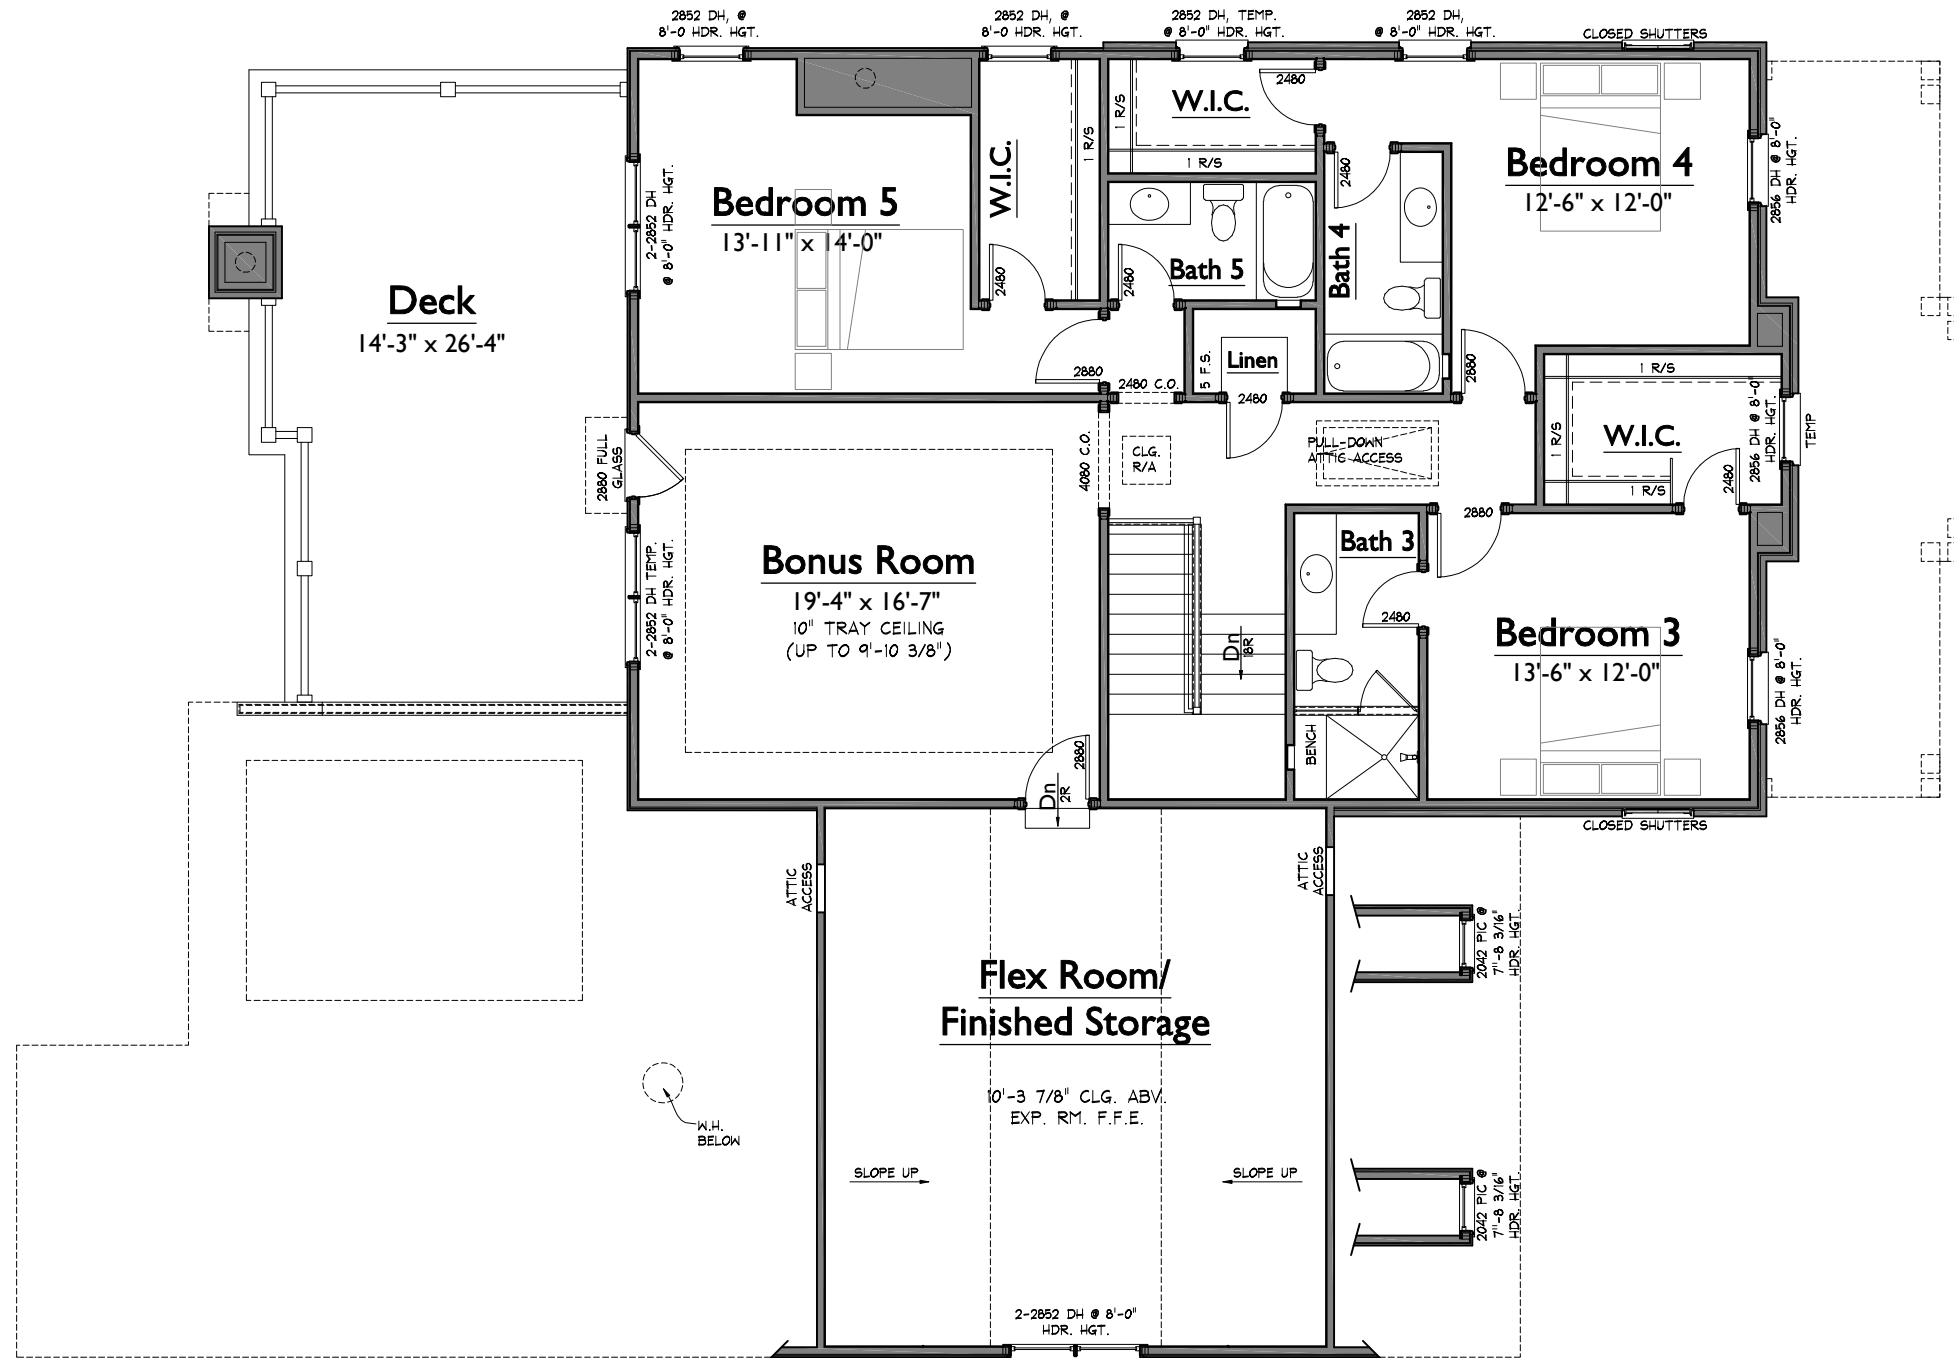 2852 DH, @
8'-0 HDR. HGT.
2852 DH, @
8'-0 HDR. HGT.
2852 DH, TEMP.
@ 8'-0" HDR. HGT.
2852 DH,
@ 8'-0" HDR. HGT.
CLOSED SHUTTERS
2480
W.I.C.
1 R/S
1 R/S
1 R/S
W.I.C.
2480
Bedroom 4
12'-6" x 12'-0"
2856 DH @ 8'-0"
HDR. HGT.
2-2852 DH
@ 8'-0" HDR. HGT.
Bedroom 5
13'-11" x 14'-0"
Bath 5
Bath 4
2480
2480
Deck
14'-3" x 26'-4"
2880
2480 C.O.
5 F.S.
Linen
2480
2880
1 R/S
1 R/S
W.I.C.
1 R/S
2480
2856 DH @ 8'-0"
HDR. HGT.
TEMP
2880 FULL
GLASS
4080 C.O.
CLG.
R/A
PULL-DOWN
ATTIC ACCESS
2880
Bath 3
2-2852 DH TEMP.
@ 8'-0" HDR. HGT.
Bonus Room
19'-4" x 16'-7"
10" TRAY CEILING
(UP TO 9'-10 3/8")
Dn
18R
2480
Bedroom 3
13'-6" x 12'-0"
2856 DH @ 8'-0"
HDR. HGT.
BENCH
2880
Dn
2R
CLOSED SHUTTERS
ATTIC
ACCESS
ATTIC
ACCESS
2042 PIC @
7'-8 3/16"
HDR. HGT
Flex Room/
Finished Storage
10'-3 7/8" CLG. ABV.
EXP. RM. F.F.E.
W.H.
BELOW
SLOPE UP
SLOPE UP
2042 PIC @
7'-8 3/16"
HDR. HGT.
2-2852 DH @ 8'-0"
HDR. HGT.